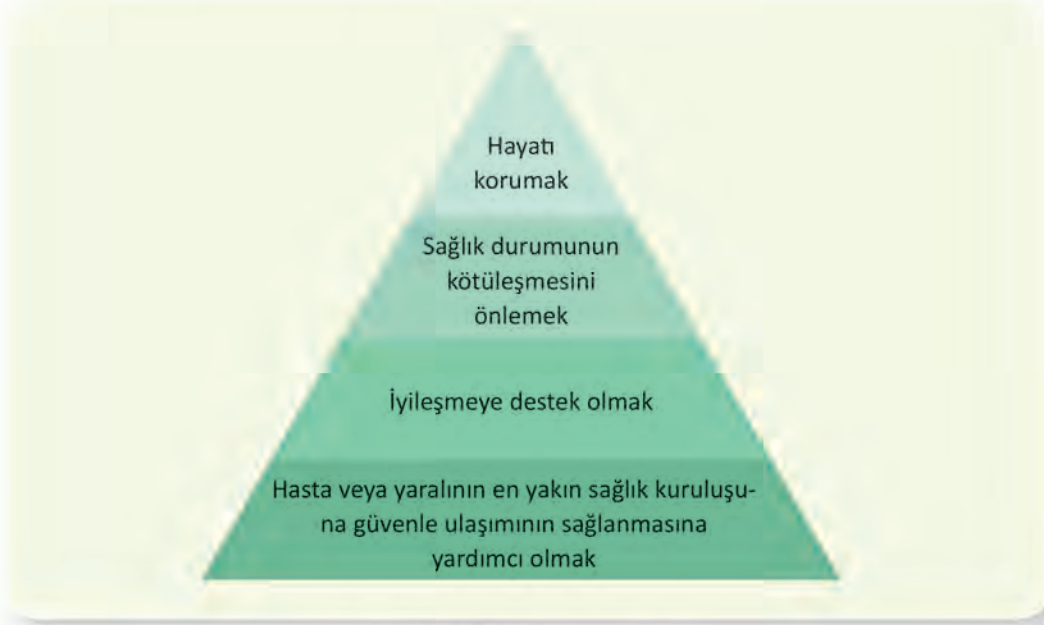 Hayatı
korumak
Sağlık durumunun
kötüleşmesini
önlemek
İyileşmeye destek olmak
Hasta veya yaralının en yakın sağlık kuruluşu-
na güvenle ulaşımının sağlanmasına
yardımcı olmak